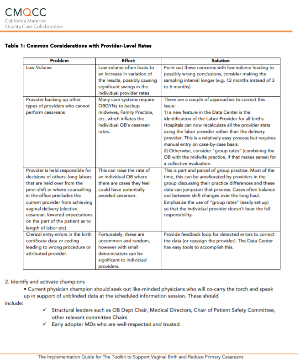 CMQCC
California Maternal
Quality Care Collaborative
Table 1: Common Considerations with Provider-Level Rates
Problem
Effect
Solution
Low Volume
Low volume often leads to
an increase in variation of
the results, possibly causing
significant swings in the
individual provider rates
Point out these concerns with low volume leading to
possibly wrong conclusions, consider making the
sampling interval longer (e.g. 12 months instead of 3
to 6 months)
Provider backing up other
types of providers who cannot
perform cesareans
Many care systems require
OB/GYNs to backup
midwives, Family Practice,
etc. which inflates the
individual OB's cesarean
rates.
There are a couple of approaches to correct this
issue:
1) a new feature in the Data Center is the
identification of the Labor Provider for all births.
Hospitals can now recalculate all the provider stats
using the labor provider rather than the delivery
provider. This is a relatively easy process but requires
manual entry on case-by-case basis.
2) Otherwise, consider "group rates" (combining the
OB with the midwife practice, if that makes sense) for
a collective evaluation.
Provider is held responsible for
decisions of others: long labors
that are held over from the
prior shift or where counselling
in the office precludes the
current provider from achieving
vaginal delivery (elective
cesarean; lowered expectations
on the part of the patient as to
length of labor etc)
This can raise the rate of
an individual OB where
there are cases they feel
could have potentially
avoided cesarean.
This is part and parcel of group practice. Most of the
time, this can be ameliorated by providers in the
group discussing their practice differences and these
data can jumpstart that process. Cases often balance
out between shift changes over the long haul.
Emphasize the use of "group rates" (easily set up)
so that the individual provider doesn't bear the full
responsibility.
Clerical entry errors in the birth
certificate data or coding
leading to wrong procedure or
attributed provider.
Fortunately, these are
uncommon and random,
however with small
denominators can be
significant to individual
providers.
Provide feedback loop for detected errors to correct
the data (or reassign the provider). The Data Center
has easy tools to accomplish this.
2. Identify and activate champions
• Current physician champion should seek out like-minded physicians who will co-carry the torch and speak
up in support of unblinded data at the scheduled information session. These should
include:
✓ Structural leaders such as OB Dept Chair, Medical Directors, Chair of Patient Safety Committee,
other relevant committee Chairs
✓ Early adopter MDs who are well-respected and trusted
The Implementation Guide for The Toolkit to Support Vaginal Birth and Reduce Primary Cesareans